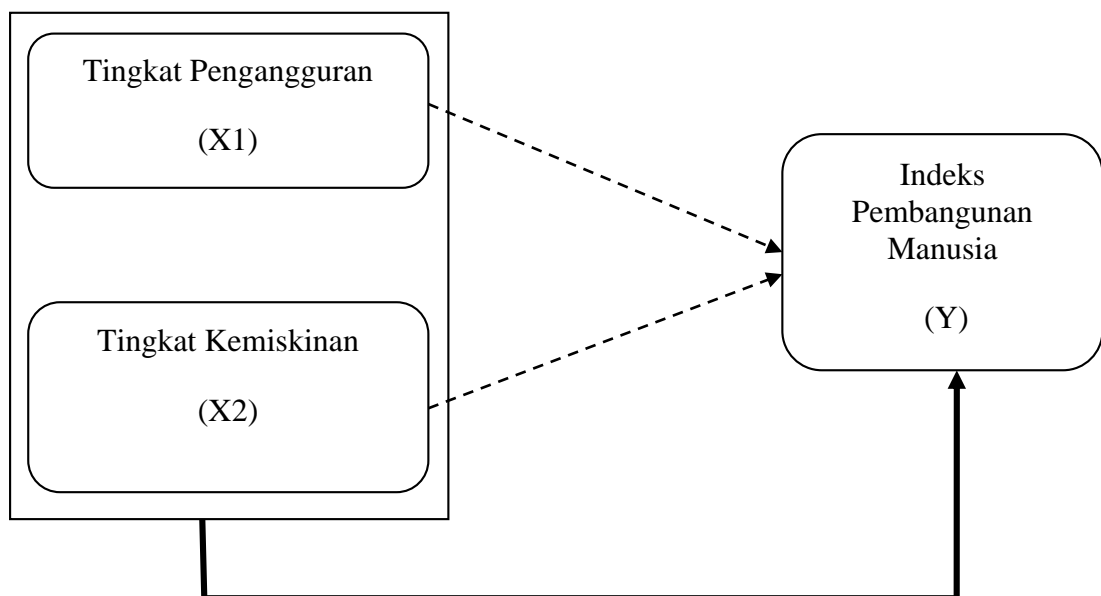 Tingkat Pengangguran
(X1)
Tingkat Kemiskinan
(X2)
Indeks
Pembangunan
Manusia
(Y)